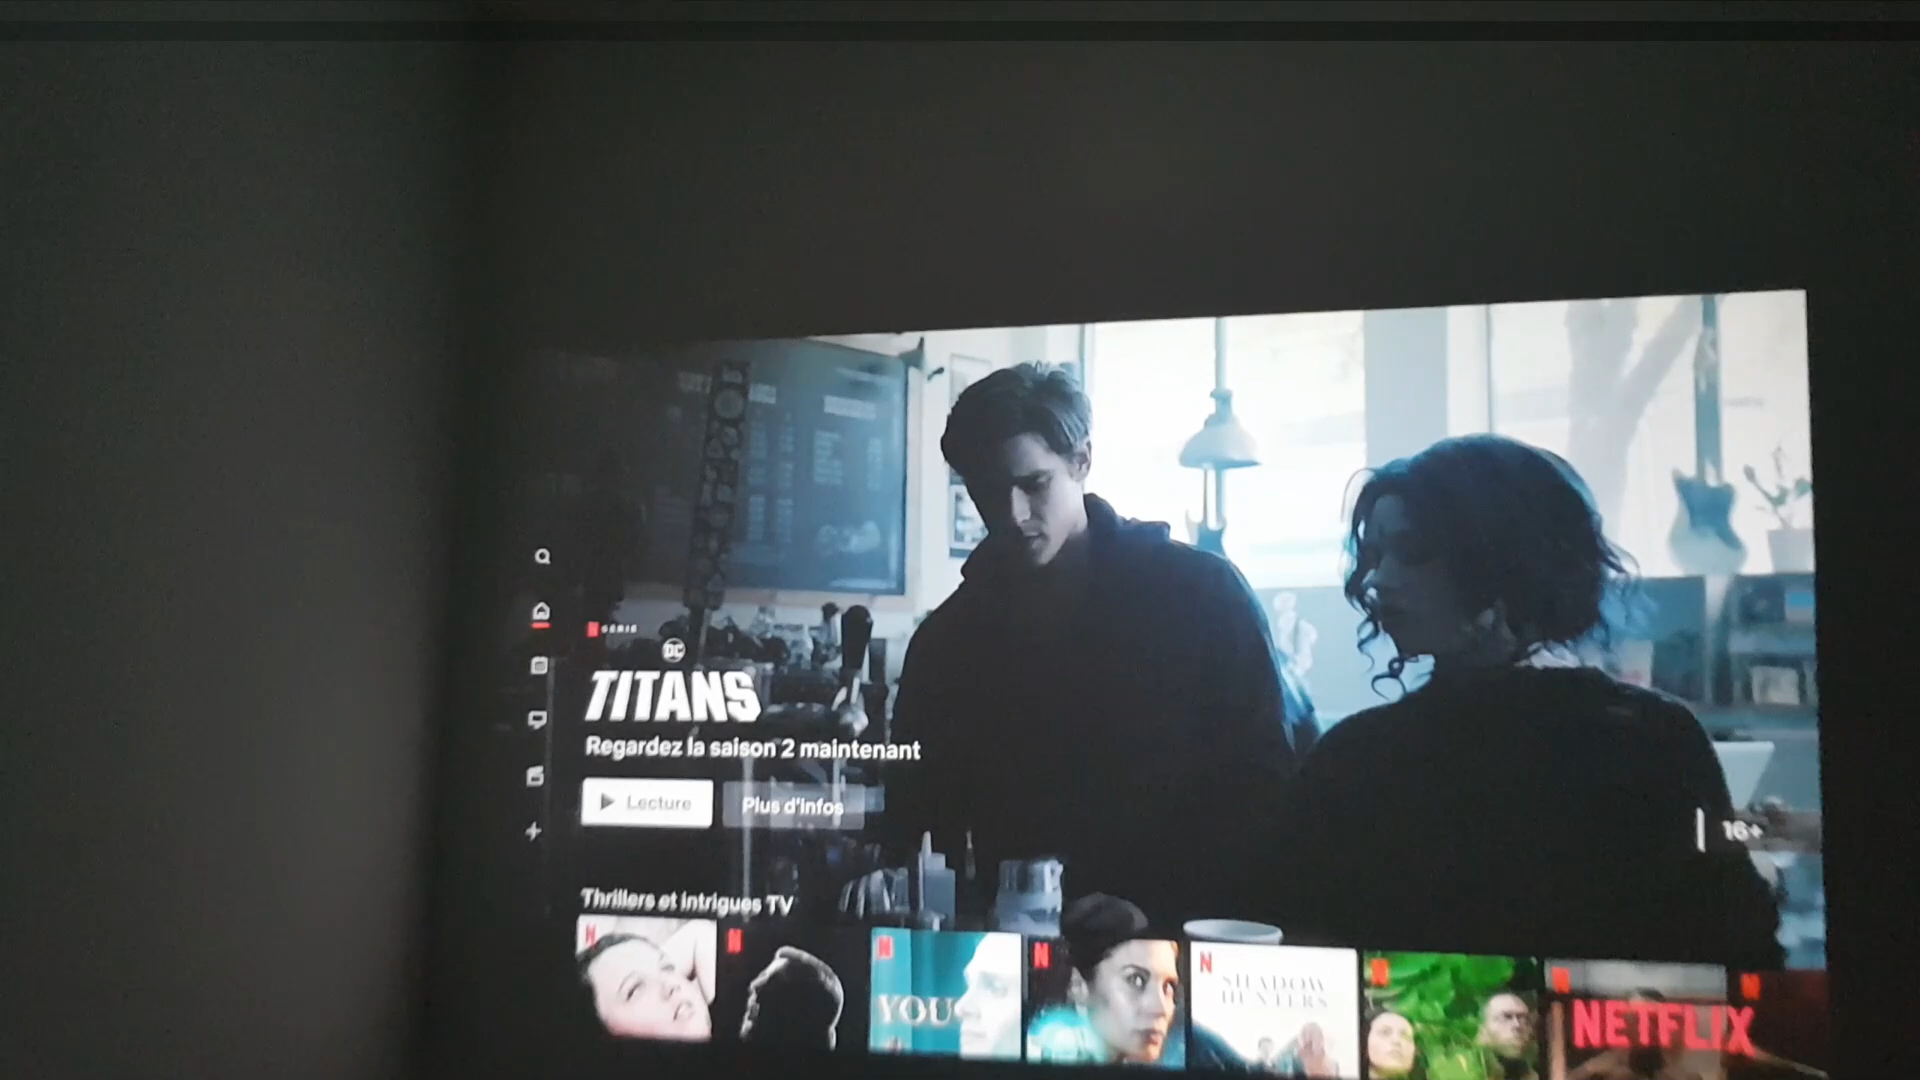 N SÉRIE
DC
TITANS
Regardez la saison 2 maintenant
Lecture
Plus d'infos
16+
Thrillers et intrigues TV
N
N
N
YOU
N
N
SHADOW
HUNTERS
N
N
NETFLIX
N